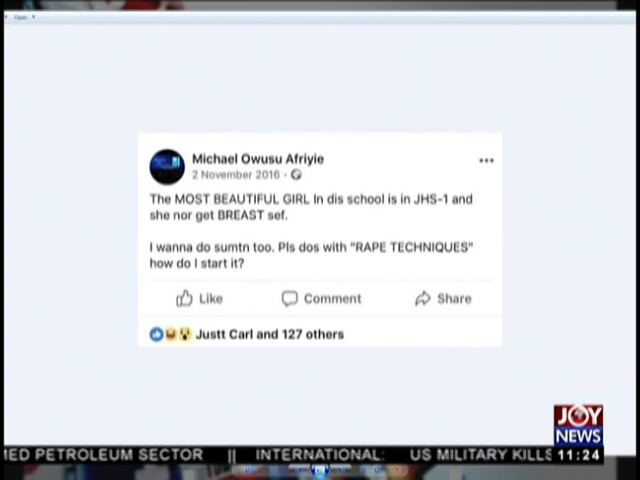 Open
Michael Owusu Afriyie
2 November 2016 ·
The MOST BEAUTIFUL GIRL In dis school is in JHS-1 and
she nor get BREAST sef.
I wanna do sumtn too. Pls dos with "RAPE TECHNIQUES"
how do I start it?
Like Comment Share
Justt Carl and 127 others
JOY
NEWS
PETROLEUM SECTOR || INTERNATIONAL: US MILITARY KILLS 11:24